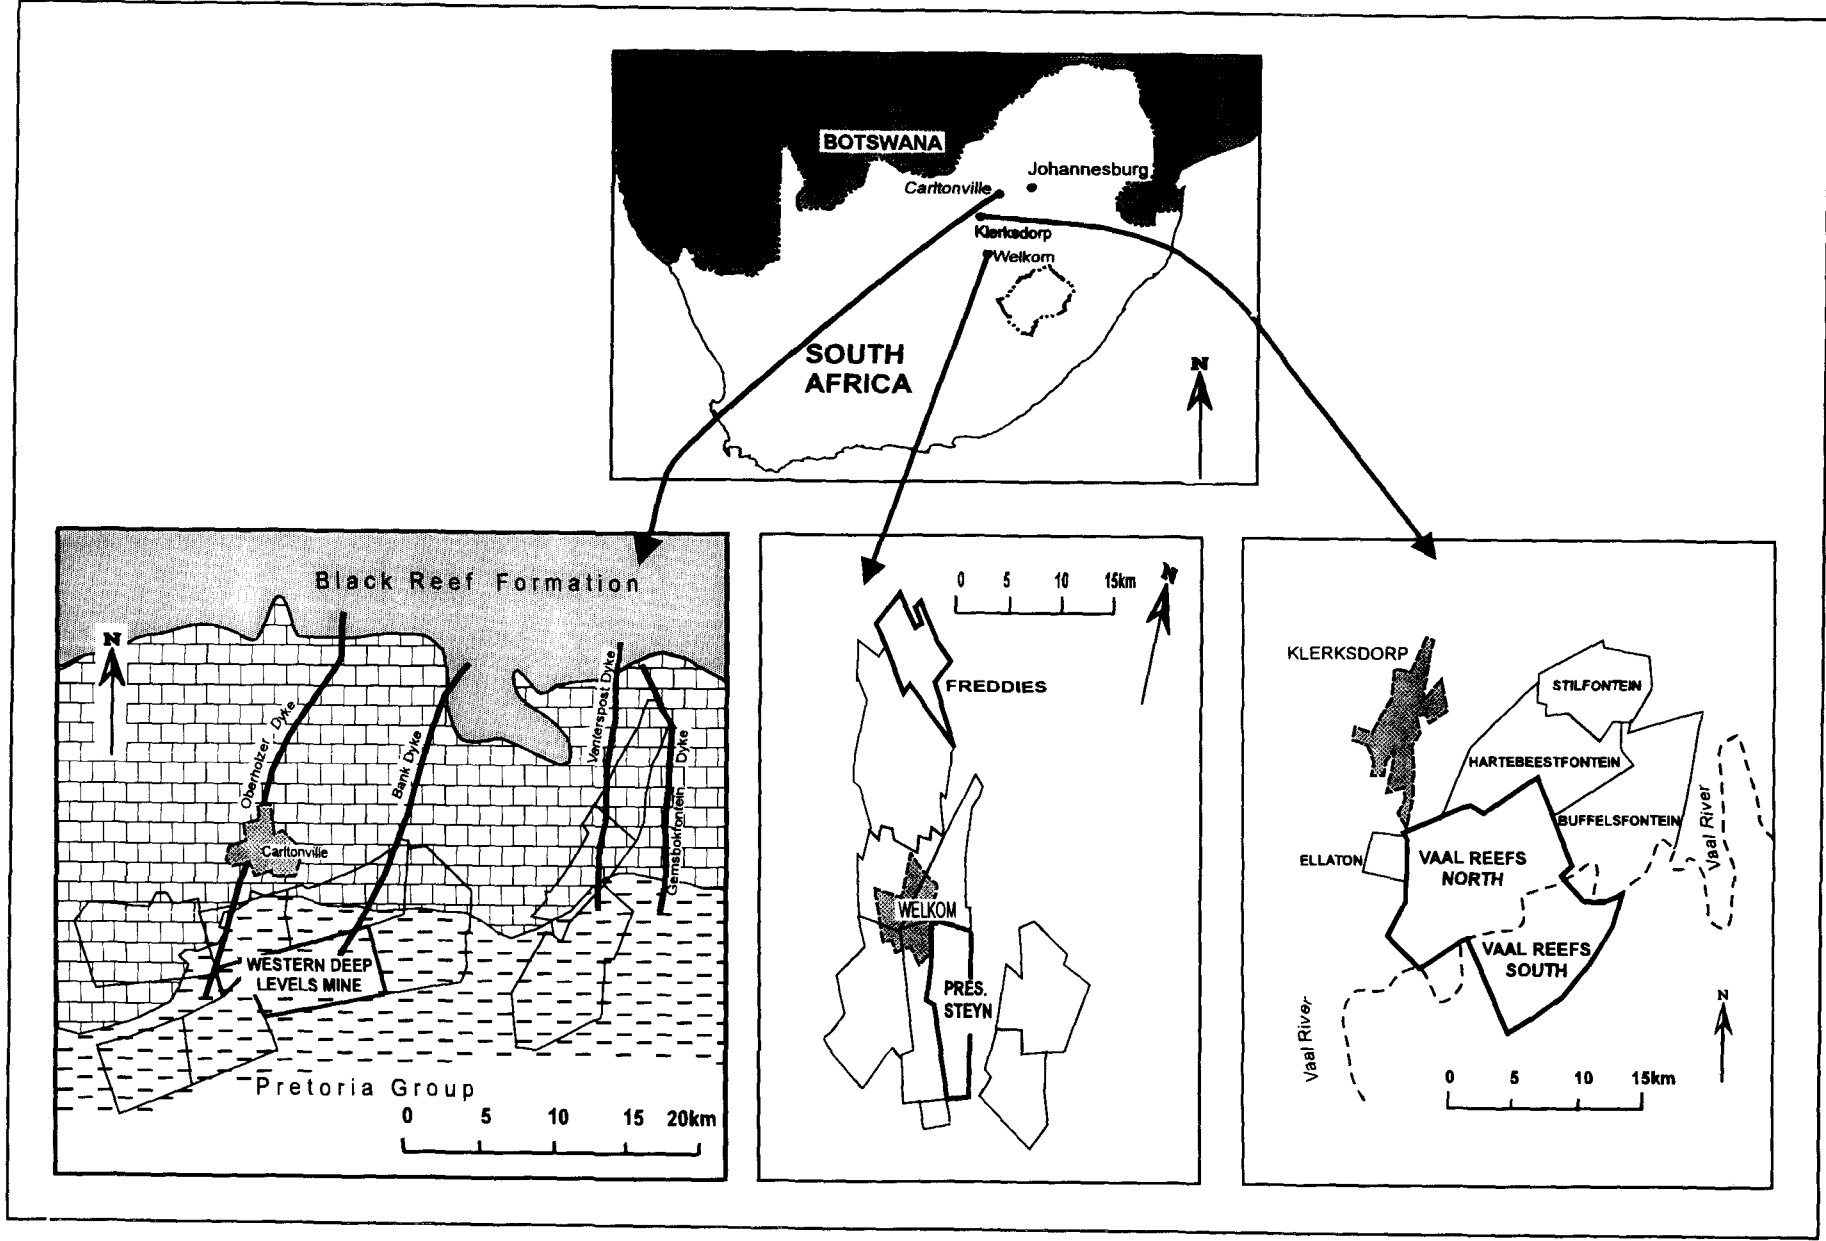 BOTSWANA
Johannesburg
Carltonville
Klerksdorp
Welkom
SOUTH
AFRICA
N
Black Reef Formation
N
Oberholzer Dyke
Bank Dyke
Venterspost Dyke
Gemsbokfontein Dyke
Carltonville
WESTERN DEEP
LEVELS MINE
Pretoria Group
0 5 10 15 20km
0 5 10 15km
N
FREDDIES
WELKOM
PRES.
STEYN
KLERKSDORP
STILFONTEIN
HARTEBEESTFONTEIN
BUFFELSFONTEIN
Vaal River
ELLATON
VAAL REEFS
NORTH
VAAL REEFS
SOUTH
Vaal River
N
0 5 10 15km